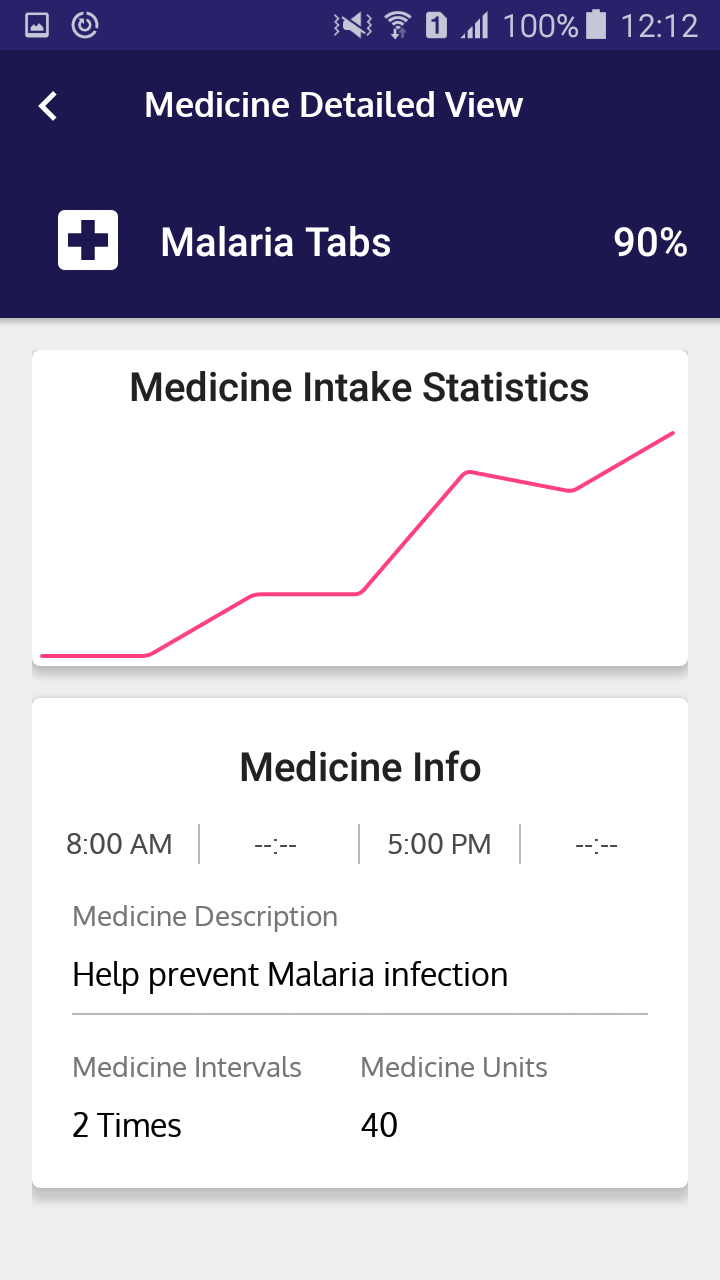 1 100% 12:12
Medicine Detailed View
Malaria Tabs 90%
Medicine Intake Statistics
Medicine Info
8:00 AM --:-- 5:00 PM --:--
Medicine Description
Help prevent Malaria infection
Medicine Intervals Medicine Units
2 Times 40